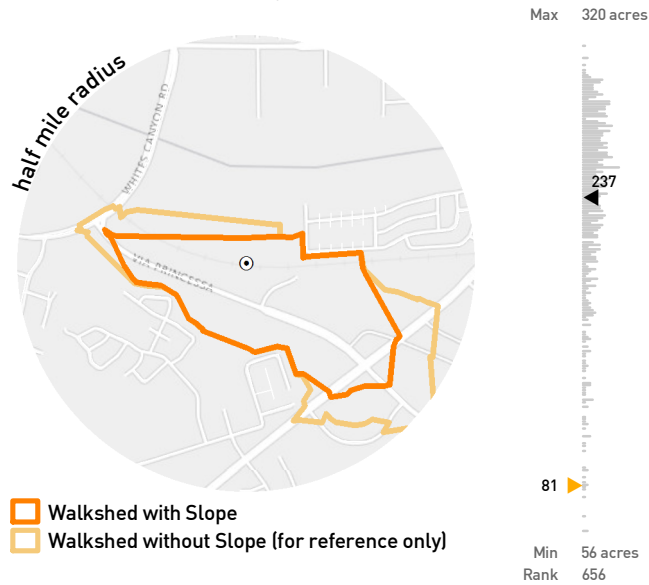 Max 320 acres
half mile radius
WHITES CANYON RD
237
VIA PRINCESSA
81
Walkshed with Slope
Walkshed without Slope (for reference only)
Min 56 acres
Rank 656